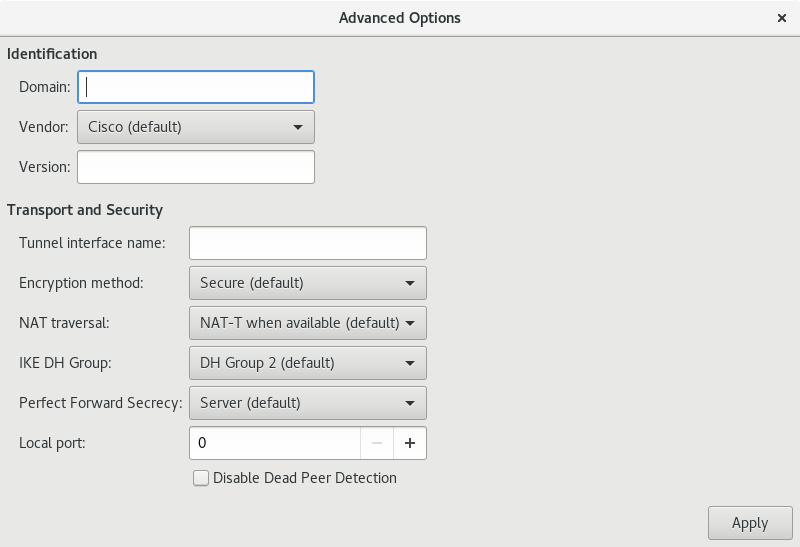 Advanced Options
Identification
Domain:
Vendor: Cisco (default)
Version:
Transport and Security
Tunnel interface name:
Encryption method: Secure (default)
NAT traversal: NAT-T when available (default)
IKE DH Group: DH Group 2 (default)
Perfect Forward Secrecy: Server (default)
Local port: 0
Disable Dead Peer Detection
Apply